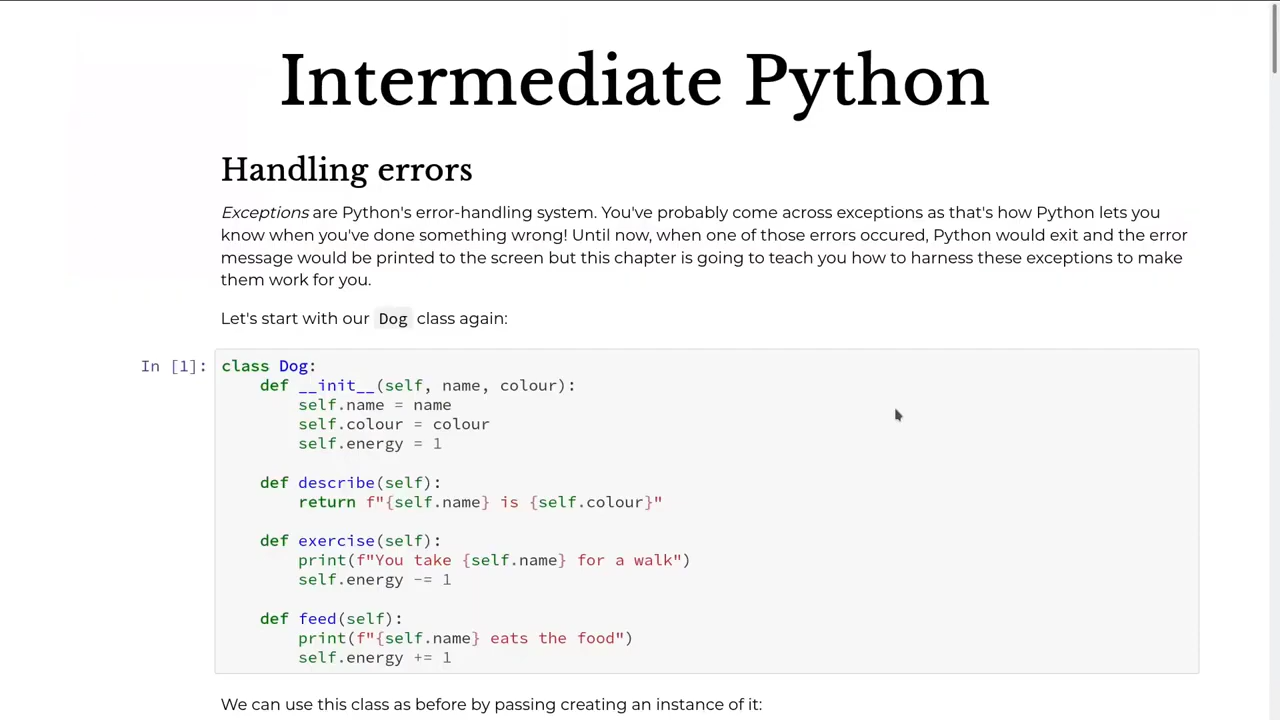 Intermediate Python
Handling errors
Exceptions are Python's error-handling system. You've probably come across exceptions as that's how Python lets you
know when you've done something wrong! Until now, when one of those errors occured, Python would exit and the error
message would be printed to the screen but this chapter is going to teach you how to harness these exceptions to make
them work for you.
Let's start with our Dog class again:
In [1]: class Dog:
    def __init__(self, name, colour):
        self.name = name
        self.colour = colour
        self.energy = 1
    def describe(self):
        return f"{self.name} is {self.colour}"
    def exercise(self):
        print(f"You take {self.name} for a walk")
        self.energy -= 1
    def feed(self):
        print(f"{self.name} eats the food")
        self.energy += 1
We can use this class as before by passing creating an instance of it: